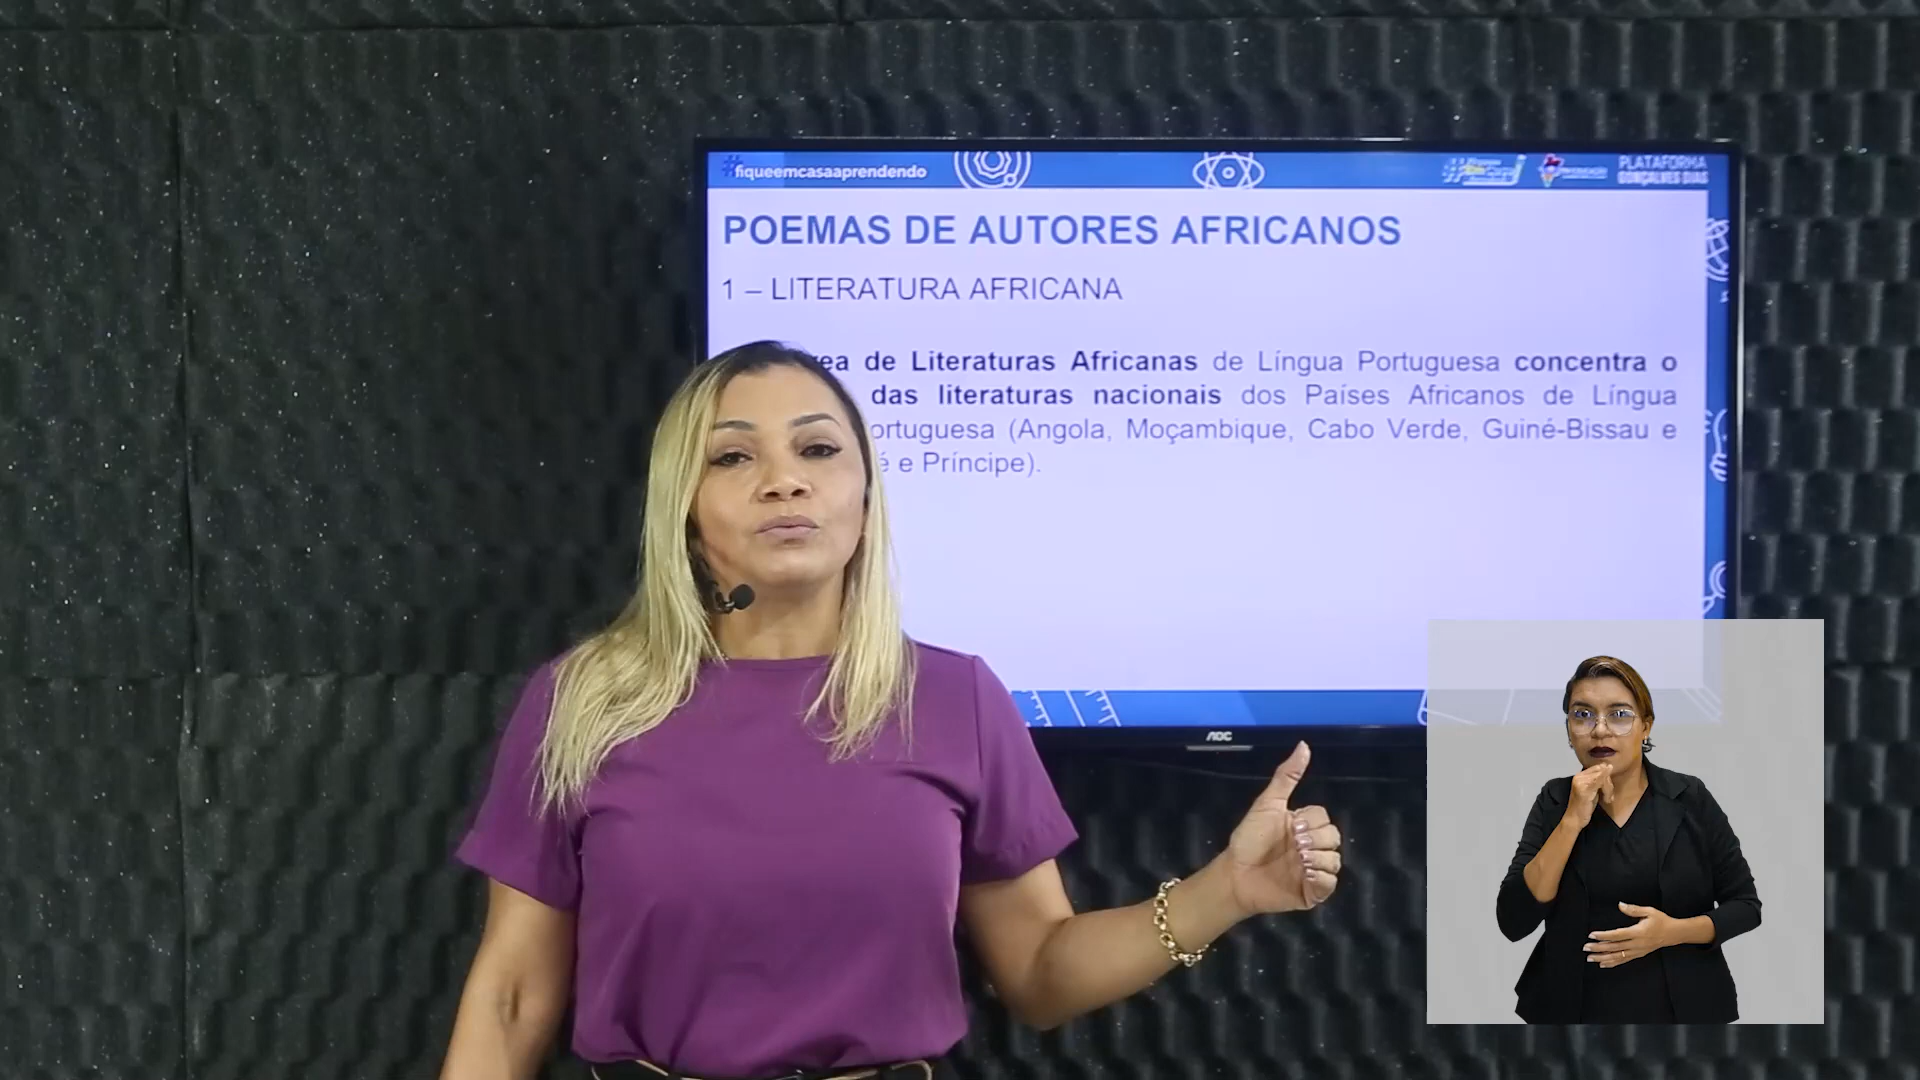 #fiqueemcasaaprendendo
PLATAFORMA
GONÇALVES DIAS
POEMAS DE AUTORES AFRICANOS
1 – LITERATURA AFRICANA
de Literaturas Africanas de Língua Portuguesa concentra o
das literaturas nacionais dos Países Africanos de Língua
(Angola, Moçambique, Cabo Verde, Guiné-Bissau e
e Príncipe).
AOC